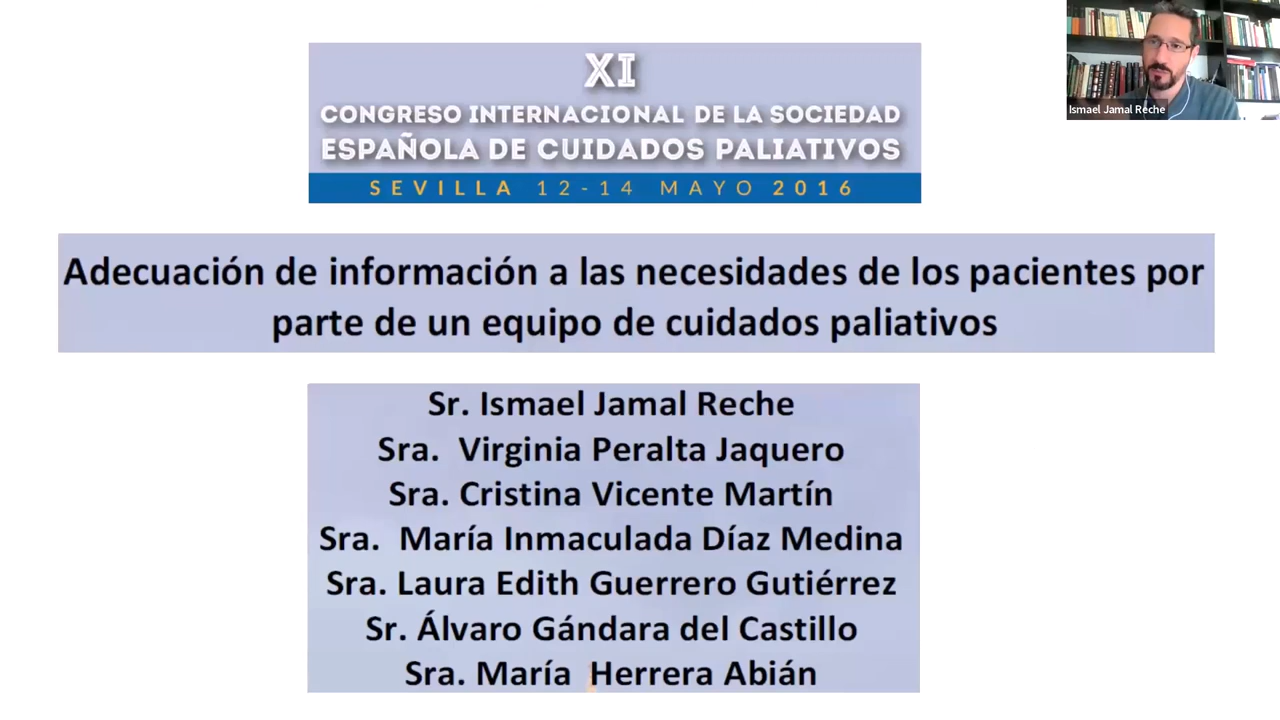 XI
CONGRESO INTERNACIONAL DE LA SOCIEDAD
ESPAÑOLA DE CUIDADOS PALIATIVOS
SEVILLA 12-14 MAYO 2016
Ismael Jamal Reche
Adecuación de información a las necesidades de los pacientes por
parte de un equipo de cuidados paliativos
Sr. Ismael Jamal Reche
Sra. Virginia Peralta Jaquero
Sra. Cristina Vicente Martín
Sra. María Inmaculada Díaz Medina
Sra. Laura Edith Guerrero Gutiérrez
Sr. Álvaro Gándara del Castillo
Sra. María Herrera Abián